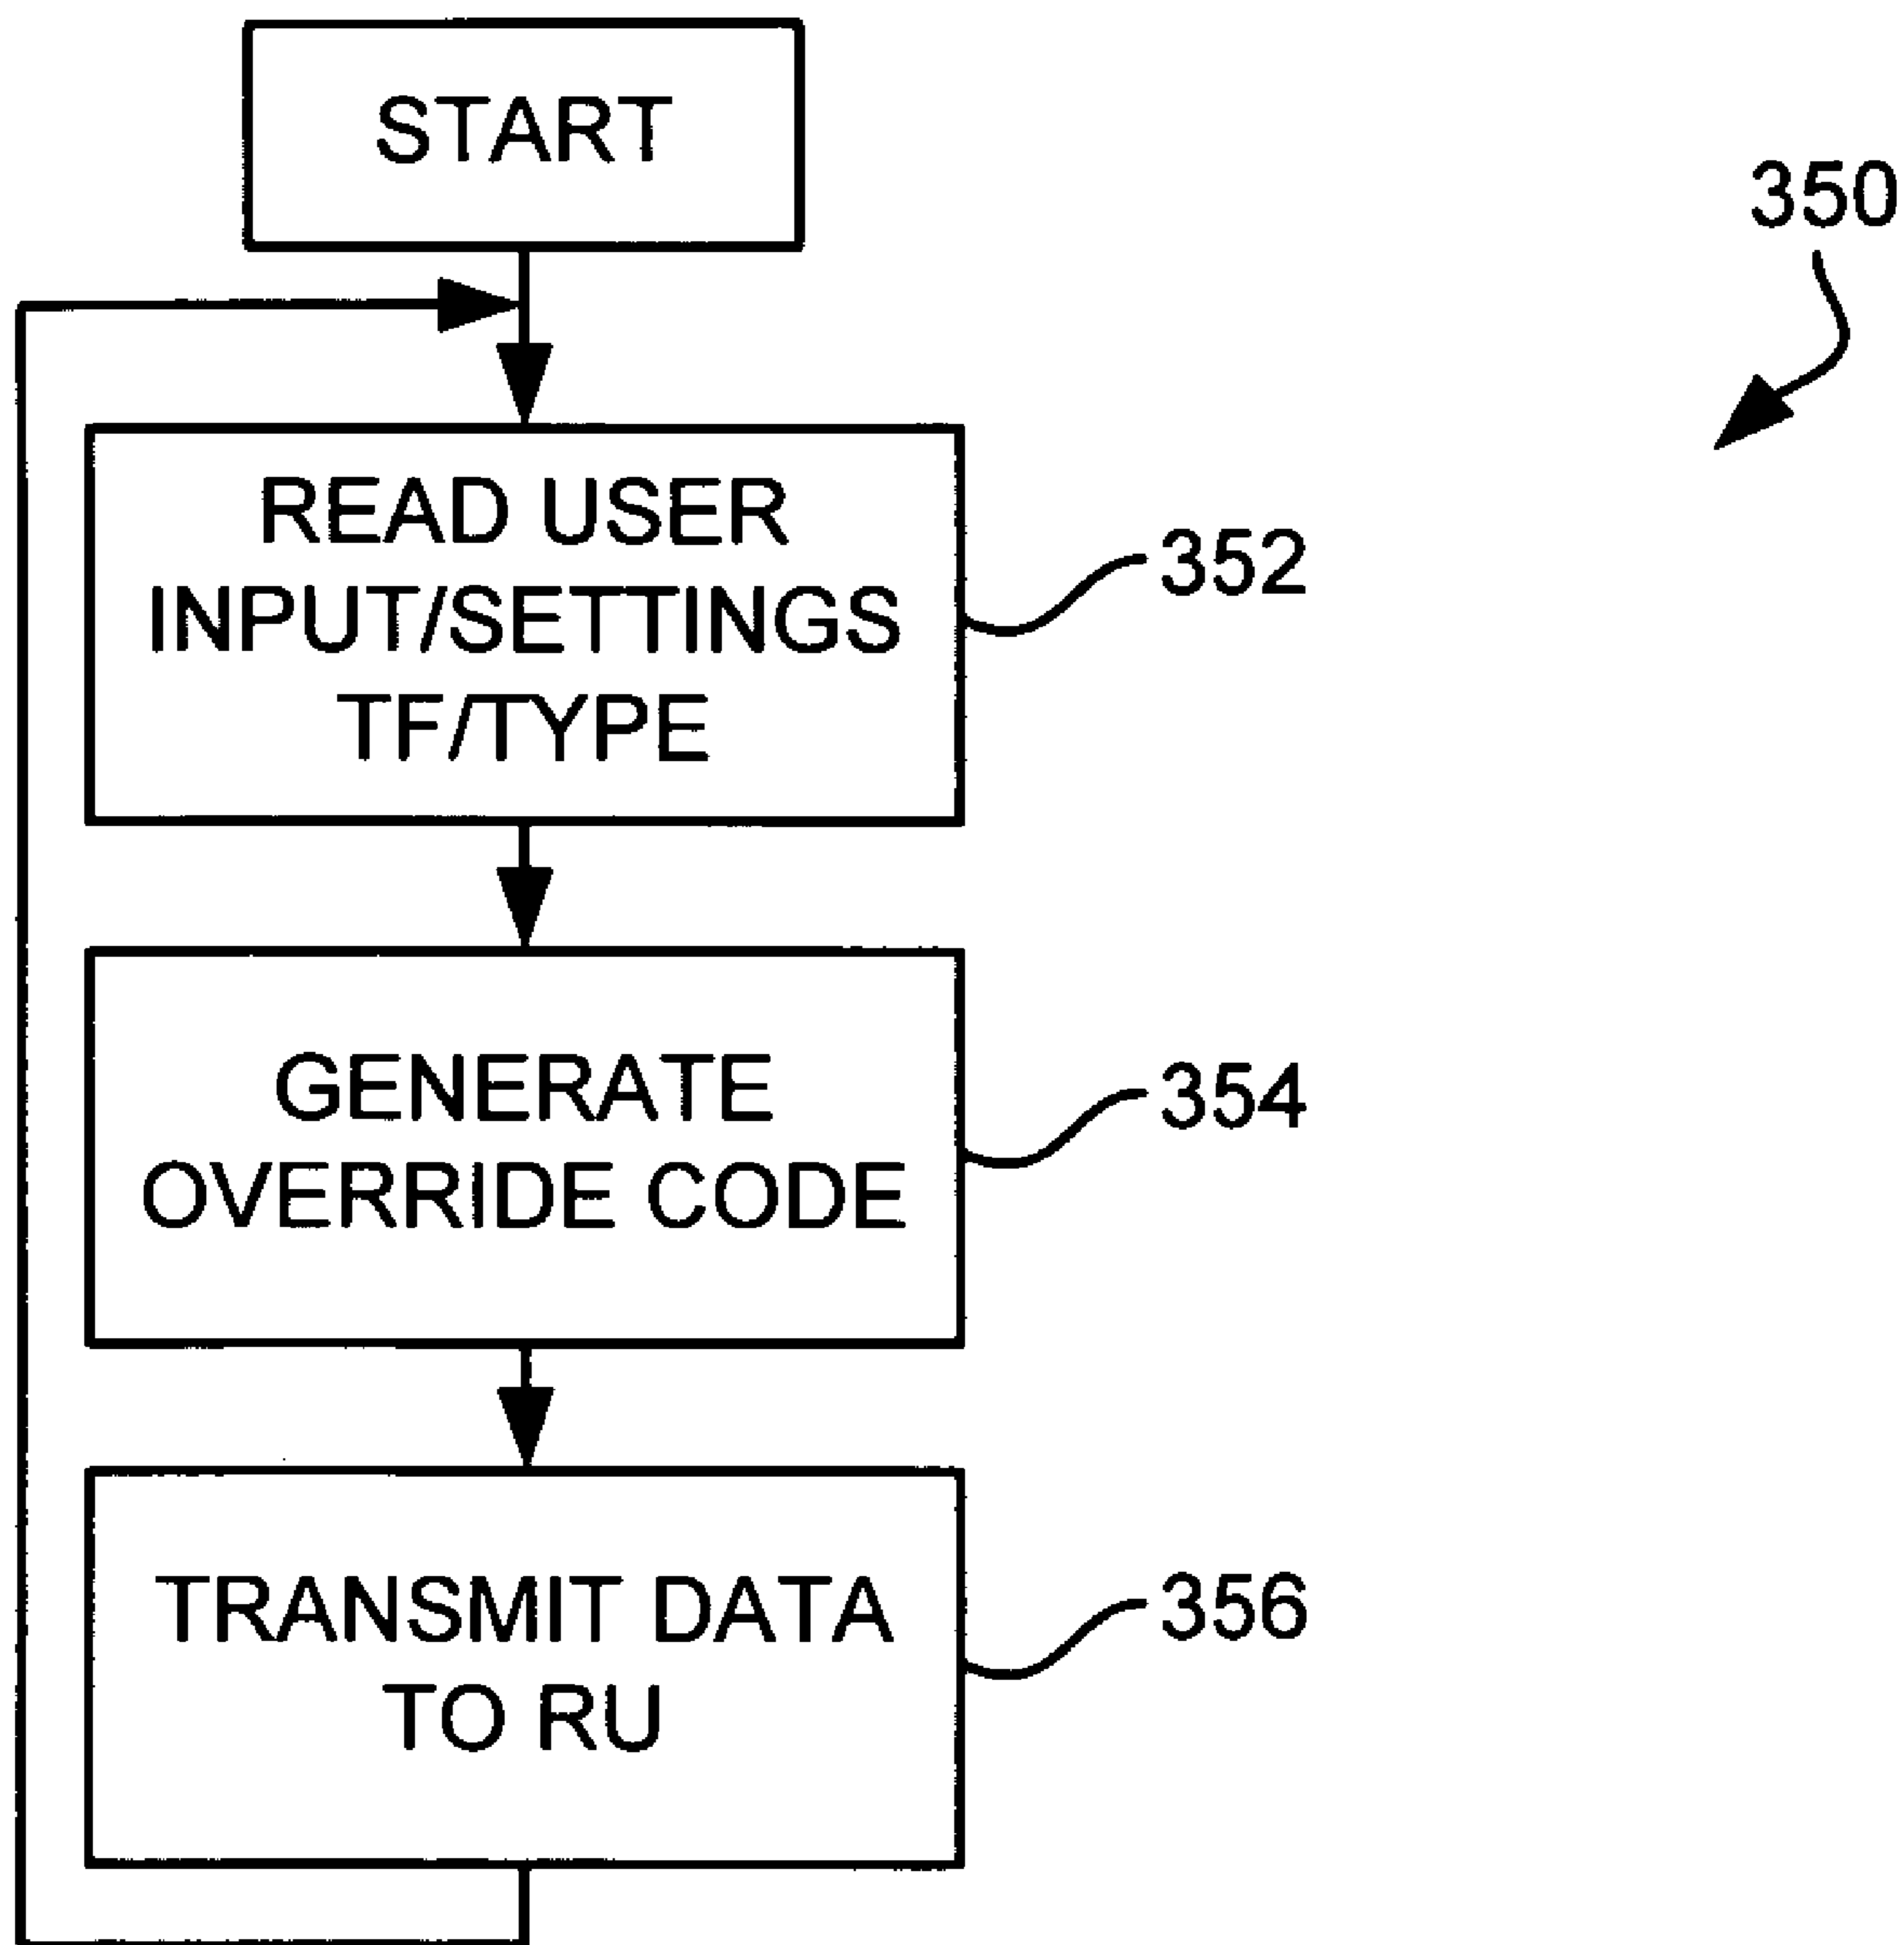 START
350
READ USER
INPUT/SETTINGS
TF/TYPE
352
GENERATE
OVERRIDE CODE
354
TRANSMIT DATA
TO RU
356